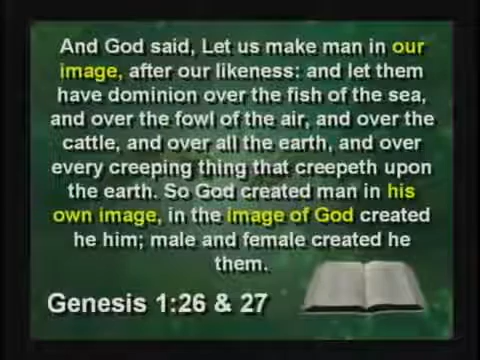 And God said, Let us make man in our
image, after our likeness: and let them
have dominion over the fish of the sea,
and over the fowl of the air, and over the
cattle, and over all the earth, and over
every creeping thing that creepeth upon
the earth. So God created man in his
own image, in the image of God created
he him; male and female created he
them.
Genesis 1:26 & 27